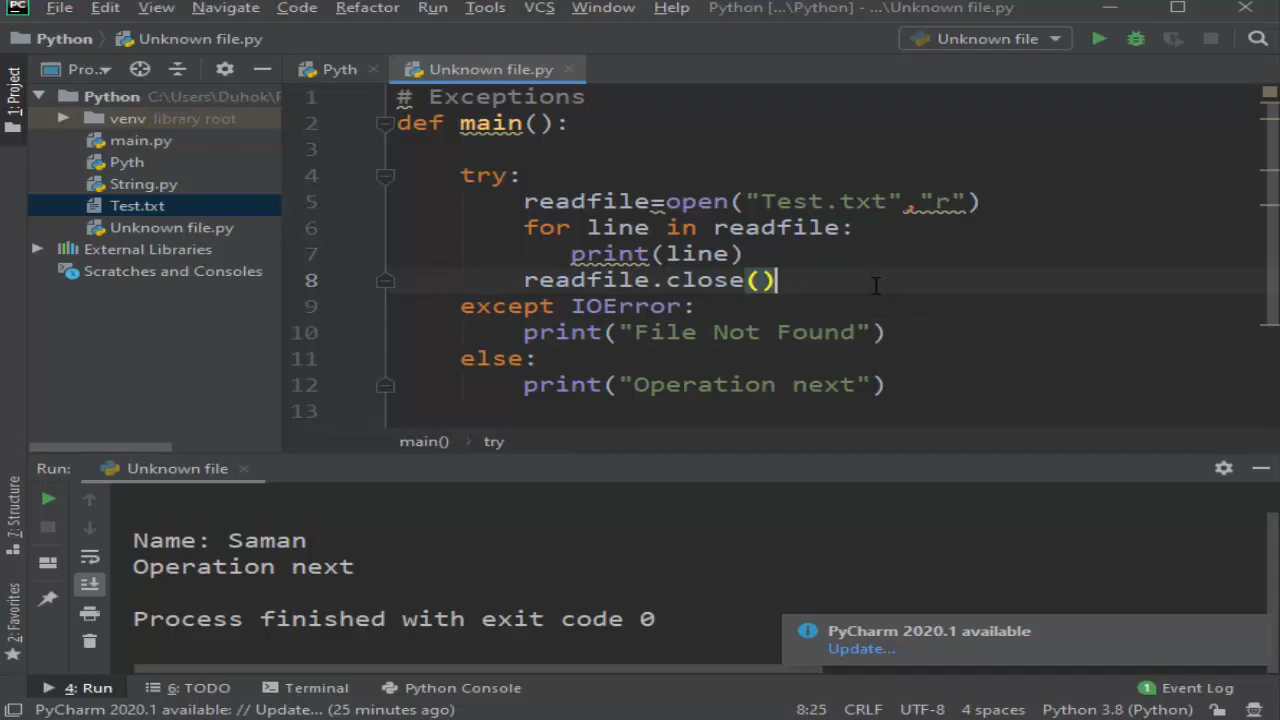 PC File Edit View Navigate Code Refactor Run Tools VCS Window Help Python [...\Python] - ...\Unknown file.py
Python Unknown file.py Unknown file
1: Project
Pro... Pyth Unknown file.py
Python C:\Users\Duhok\P
venv library root
main.py
Pyth
String.py
Test.txt
Unknown file.py
External Libraries
Scratches and Consoles
1 # Exceptions
2 def main():
3
4 try:
5 readfile=open("Test.txt","r")
6 for line in readfile:
7 print(line)
8 readfile.close()
9 except IOError:
10 print("File Not Found")
11 else:
12 print("Operation next")
13
main() try
Run: Unknown file
Name: Saman
Operation next
Process finished with exit code 0
7: Structure
2: Favorites
PyCharm 2020.1 available
Update...
4: Run 6: TODO Terminal Python Console 1 Event Log
PyCharm 2020.1 available: // Update... (25 minutes ago) 8:25 CRLF UTF-8 4 spaces Python 3.8 (Python)